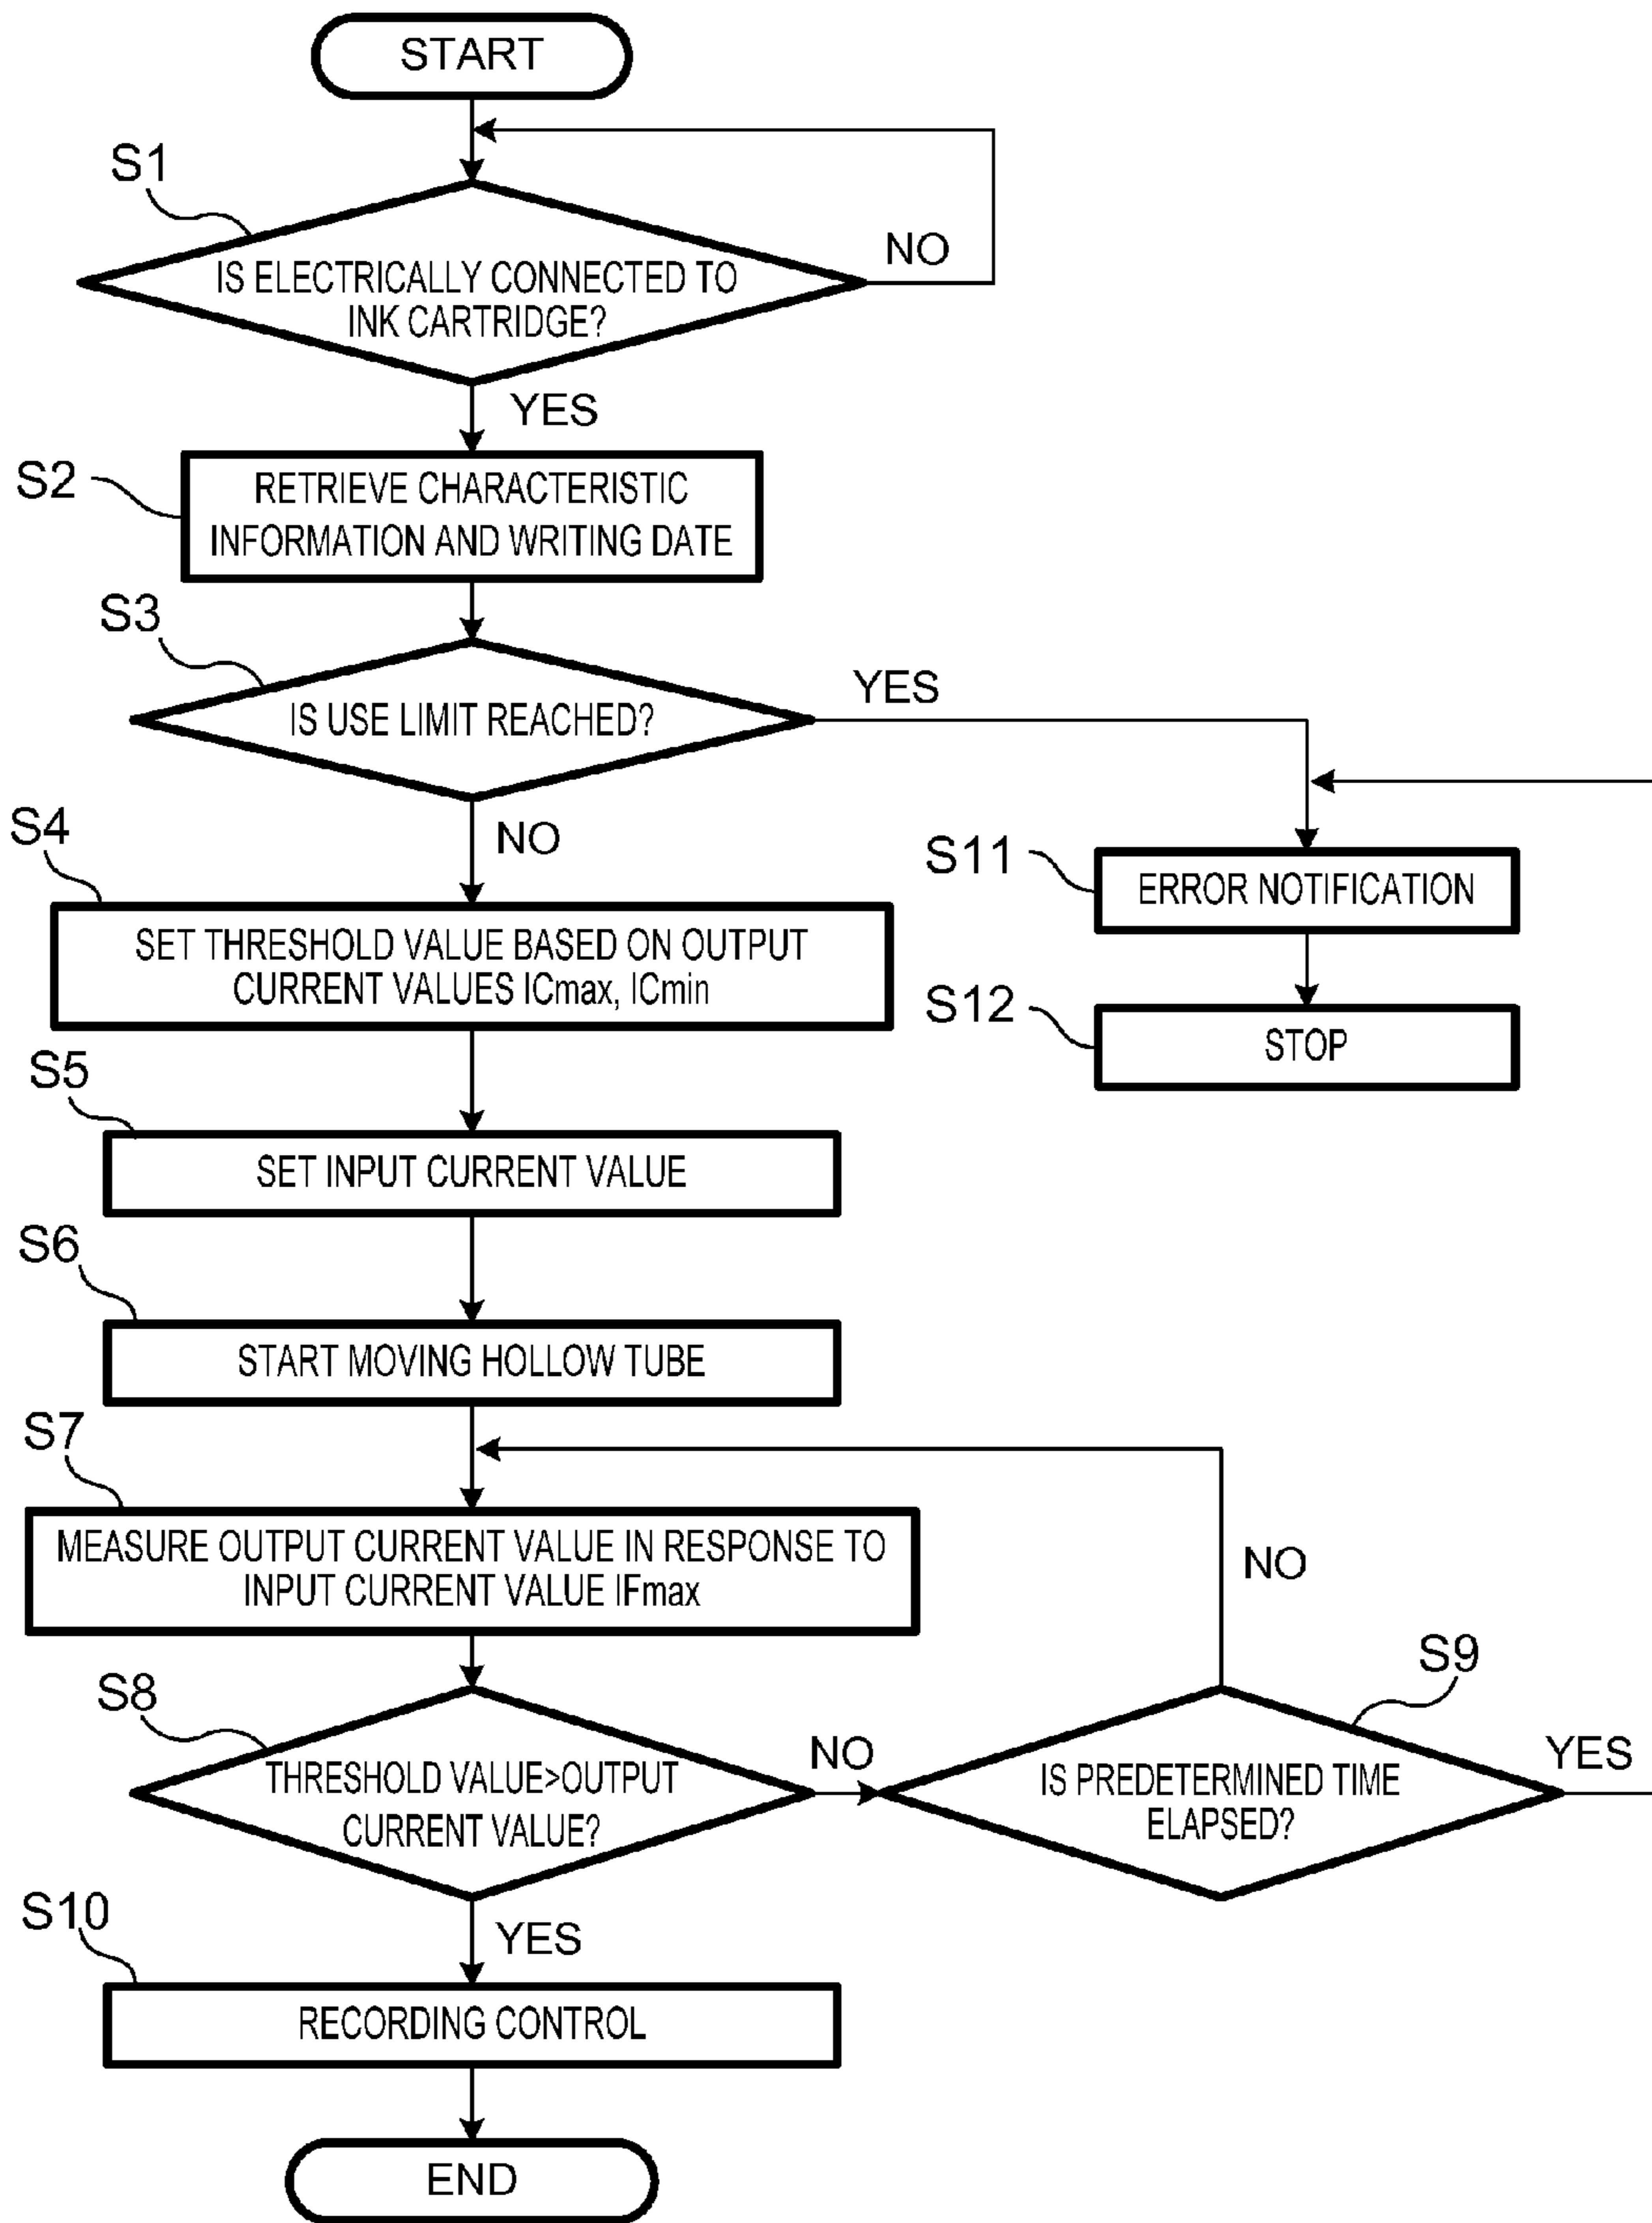 START
S1
NO
IS ELECTRICALLY CONNECTED TO
INK CARTRIDGE?
YES
S2
RETRIEVE CHARACTERISTIC
INFORMATION AND WRITING DATE
S3
YES
IS USE LIMIT REACHED?
S4
NO
SET THRESHOLD VALUE BASED ON OUTPUT
CURRENT VALUES ICmax, ICmin
S11
ERROR NOTIFICATION
S12
STOP
S5
SET INPUT CURRENT VALUE
S6
START MOVING HOLLOW TUBE
S7
MEASURE OUTPUT CURRENT VALUE IN RESPONSE TO
INPUT CURRENT VALUE IFmax
NO
S8
THRESHOLD VALUE>OUTPUT
CURRENT VALUE?
NO
S9
IS PREDETERMINED TIME
ELAPSED?
YES
S10
YES
RECORDING CONTROL
END